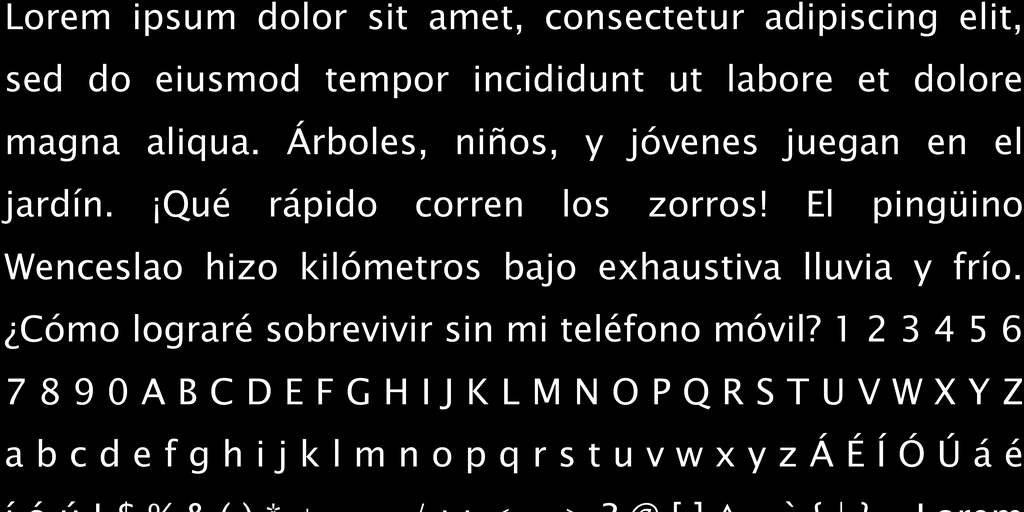 Lorem ipsum dolor sit amet, consectetur adipiscing elit,
sed do eiusmod tempor incididunt ut labore et dolore
magna aliqua. Árboles, niños, y jóvenes juegan en el
jardín. ¡Qué rápido corren los zorros! El pingüino
Wenceslao hizo kilómetros bajo exhaustiva lluvia y frío.
¿Cómo lograré sobrevivir sin mi teléfono móvil? 1 2 3 4 5 6
7 8 9 0 A B C D E F G H I J K L M N O P Q R S T U V W X Y Z
a b c d e f g h i j k l m n o p q r s t u v w x y z Á É Í Ó Ú á é
í ó ú ! $ % & ( ) * ? @ [ ] ^ ` { | } Lorem